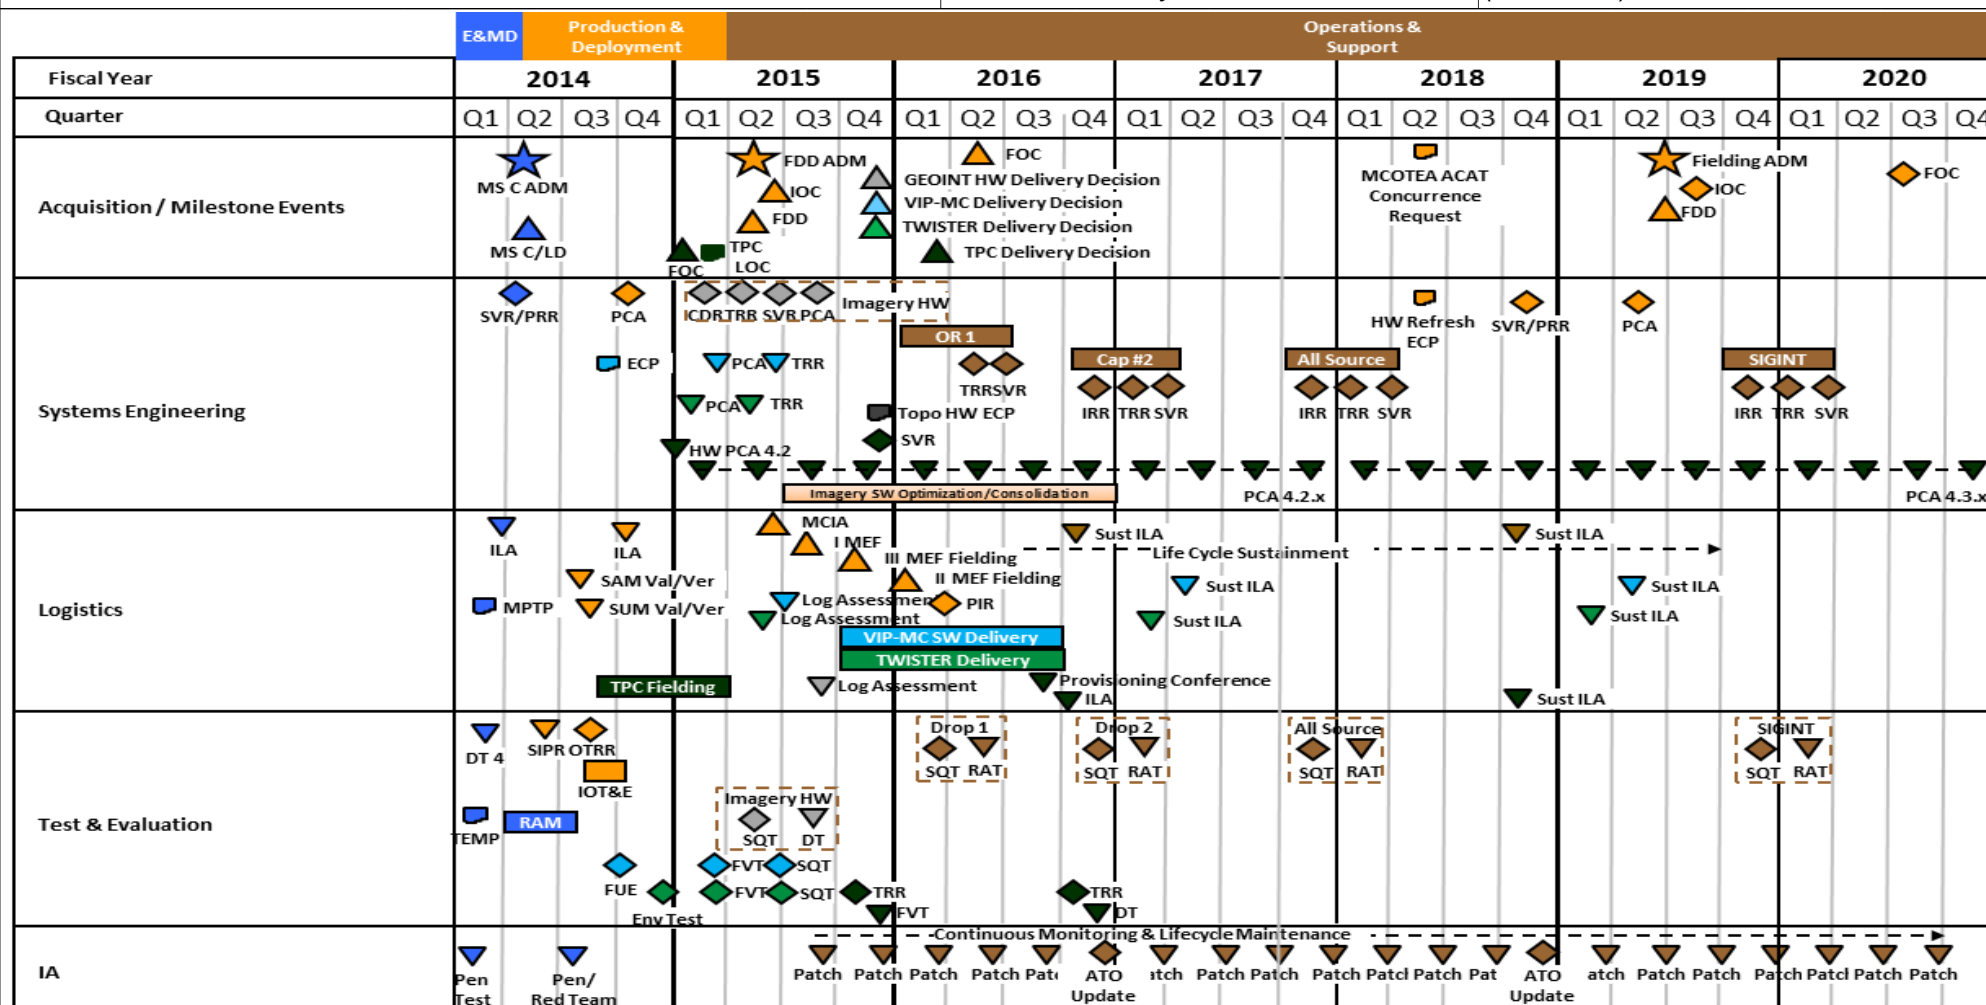 E&MD
Production &
Deployment
Operations &
Support
Fiscal Year 2014 2015 2016 2017 2018 2019 2020
Quarter Q1 Q2 Q3 Q4 Q1 Q2 Q3 Q4 Q1 Q2 Q3 Q4 Q1 Q2 Q3 Q4 Q1 Q2 Q3 Q4 Q1 Q2 Q3 Q4 Q1 Q2 Q3 Q4
Acquisition / Milestone Events
MS C ADM
MS C/LD
FDD ADM
IOC
FDD
TPC
LOC
FOC
FOC
GEOINT HW Delivery Decision
VIP-MC Delivery Decision
TWISTER Delivery Decision
TPC Delivery Decision
MCOTEA ACAT
Concurrence
Request
Fielding ADM
IOC
FDD
FOC
Systems Engineering
SVR/PRR
PCA
CDR TRR SVR PCA
Imagery HW
OR 1
TRR SVR
ECP
PCA
TRR
PCA
TRR
Topo HW ECP
SVR
HW PCA 4.2
Imagery SW Optimization/Consolidation
Cap #2
IRR TRR SVR
All Source
IRR TRR SVR
HW Refresh
ECP
SVR/PRR
PCA
SIGINT
IRR TRR SVR
PCA 4.2.x
PCA 4.3.x
Logistics
ILA
ILA
MCIA
I MEF
III MEF Fielding
II MEF Fielding
SAM Val/Ver
MPTP
SUM Val/Ver
Log Assessment
PIR
Log Assessment
VIP-MC SW Delivery
TWISTER Delivery
TPC Fielding
Log Assessment
Provisioning Conference
ILA
Sust ILA
Life Cycle Sustainment
Sust ILA
Sust ILA
Sust ILA
Sust ILA
Sust ILA
Sust ILA
Test & Evaluation
DT 4
SIPR OTRR
IOT&E
TEMP
RAM
Imagery HW
SQT DT
FUE
FVT SQT
Env Test
FVT SQT
TRR
FVT
Drop 1
SQT RAT
Drop 2
SQT RAT
TRR
DT
All Source
SQT RAT
SIGINT
SQT RAT
IA
Continuous Monitoring & Lifecycle Maintenance
Pen
Test
Pen/
Red Team
Patch Patch Patch Patch
ATO
Update
Patch Patch Patch Patch
ATO
Update
Patch Patch Patch Patch Patch